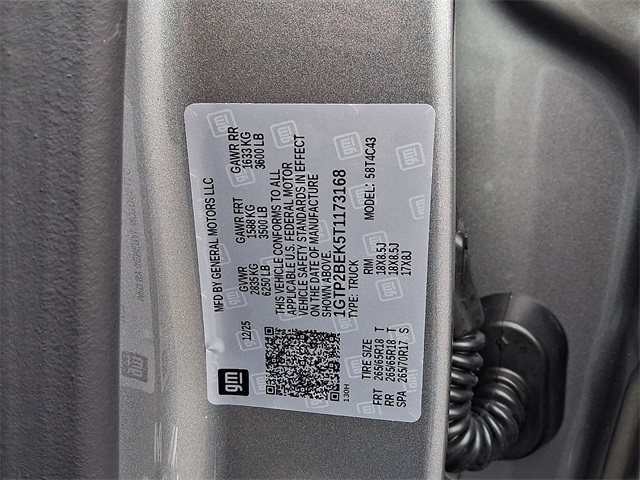 MFD BY GENERAL MOTORS LLC
12/25
GVWR GAWR FRT GAWR RR
2835 KG 1588 KG 1633 KG
6250 LB 3500 LB 3600 LB
THIS VEHICLE CONFORMS TO ALL
APPLICABLE U.S. FEDERAL MOTOR
VEHICLE SAFETY STANDARDS IN EFFECT
ON THE DATE OF MANUFACTURE
SHOWN ABOVE.
1GTP2BEK5T1173168
TYPE: TRUCK MODEL: 58T4C43
gm
130H
TIRE SIZE RIM
FRT 265/65R18 T 18X8.5J
RR 265/65R18 T 18X8.5J
SPA 265/70R17 S 17X8J